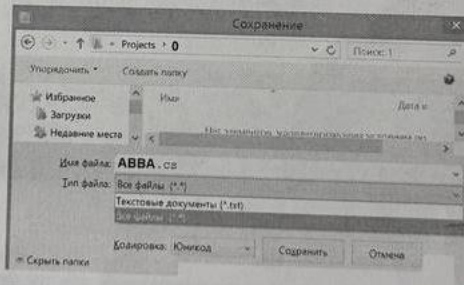 Сохранение
Projects › 0
Поиск: 1
Упорядочить
Создать папку
Избранное
Загрузки
Недавние места
Имя
Дата и
Имя файла: ABBA.cs
Тип файла: Все файлы (*.*)
Текстовые документы (*.txt)
Все файлы (*.*)
Кодировка: Юникод
Сохранить
Отмена
Скрыть папки